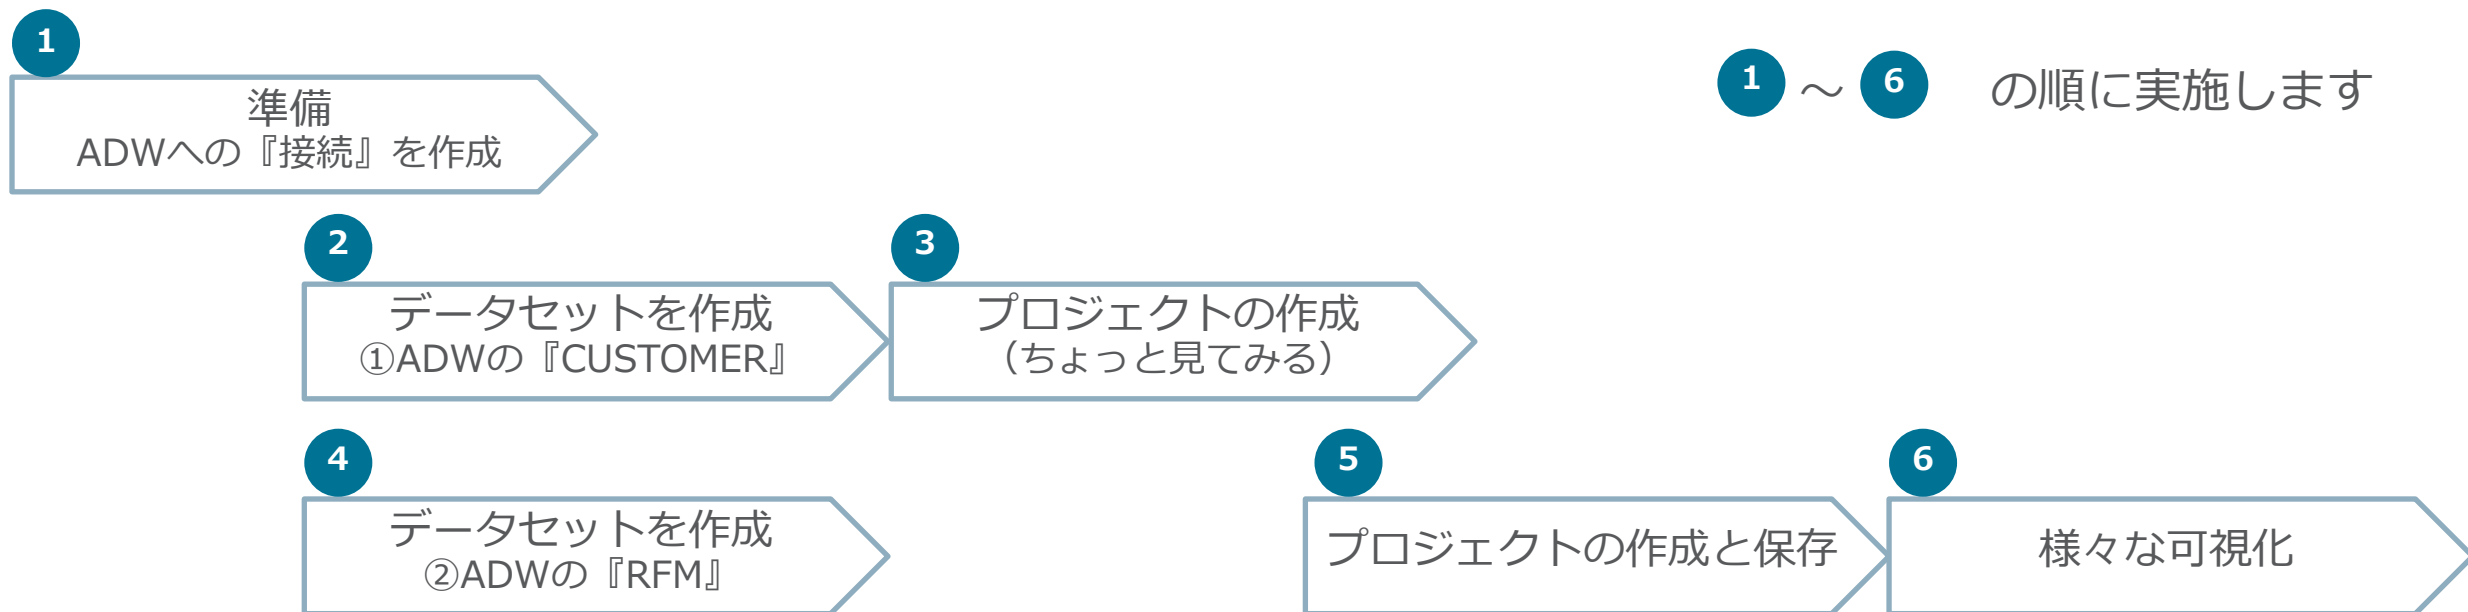 1
準備
ADWへの『接続』を作成
1 ～ 6 の順に実施します
2
データセットを作成
①ADWの『CUSTOMER』
3
プロジェクトの作成
（ちょっと見てみる）
4
データセットを作成
②ADWの『RFM』
5
プロジェクトの作成と保存
6
様々な可視化